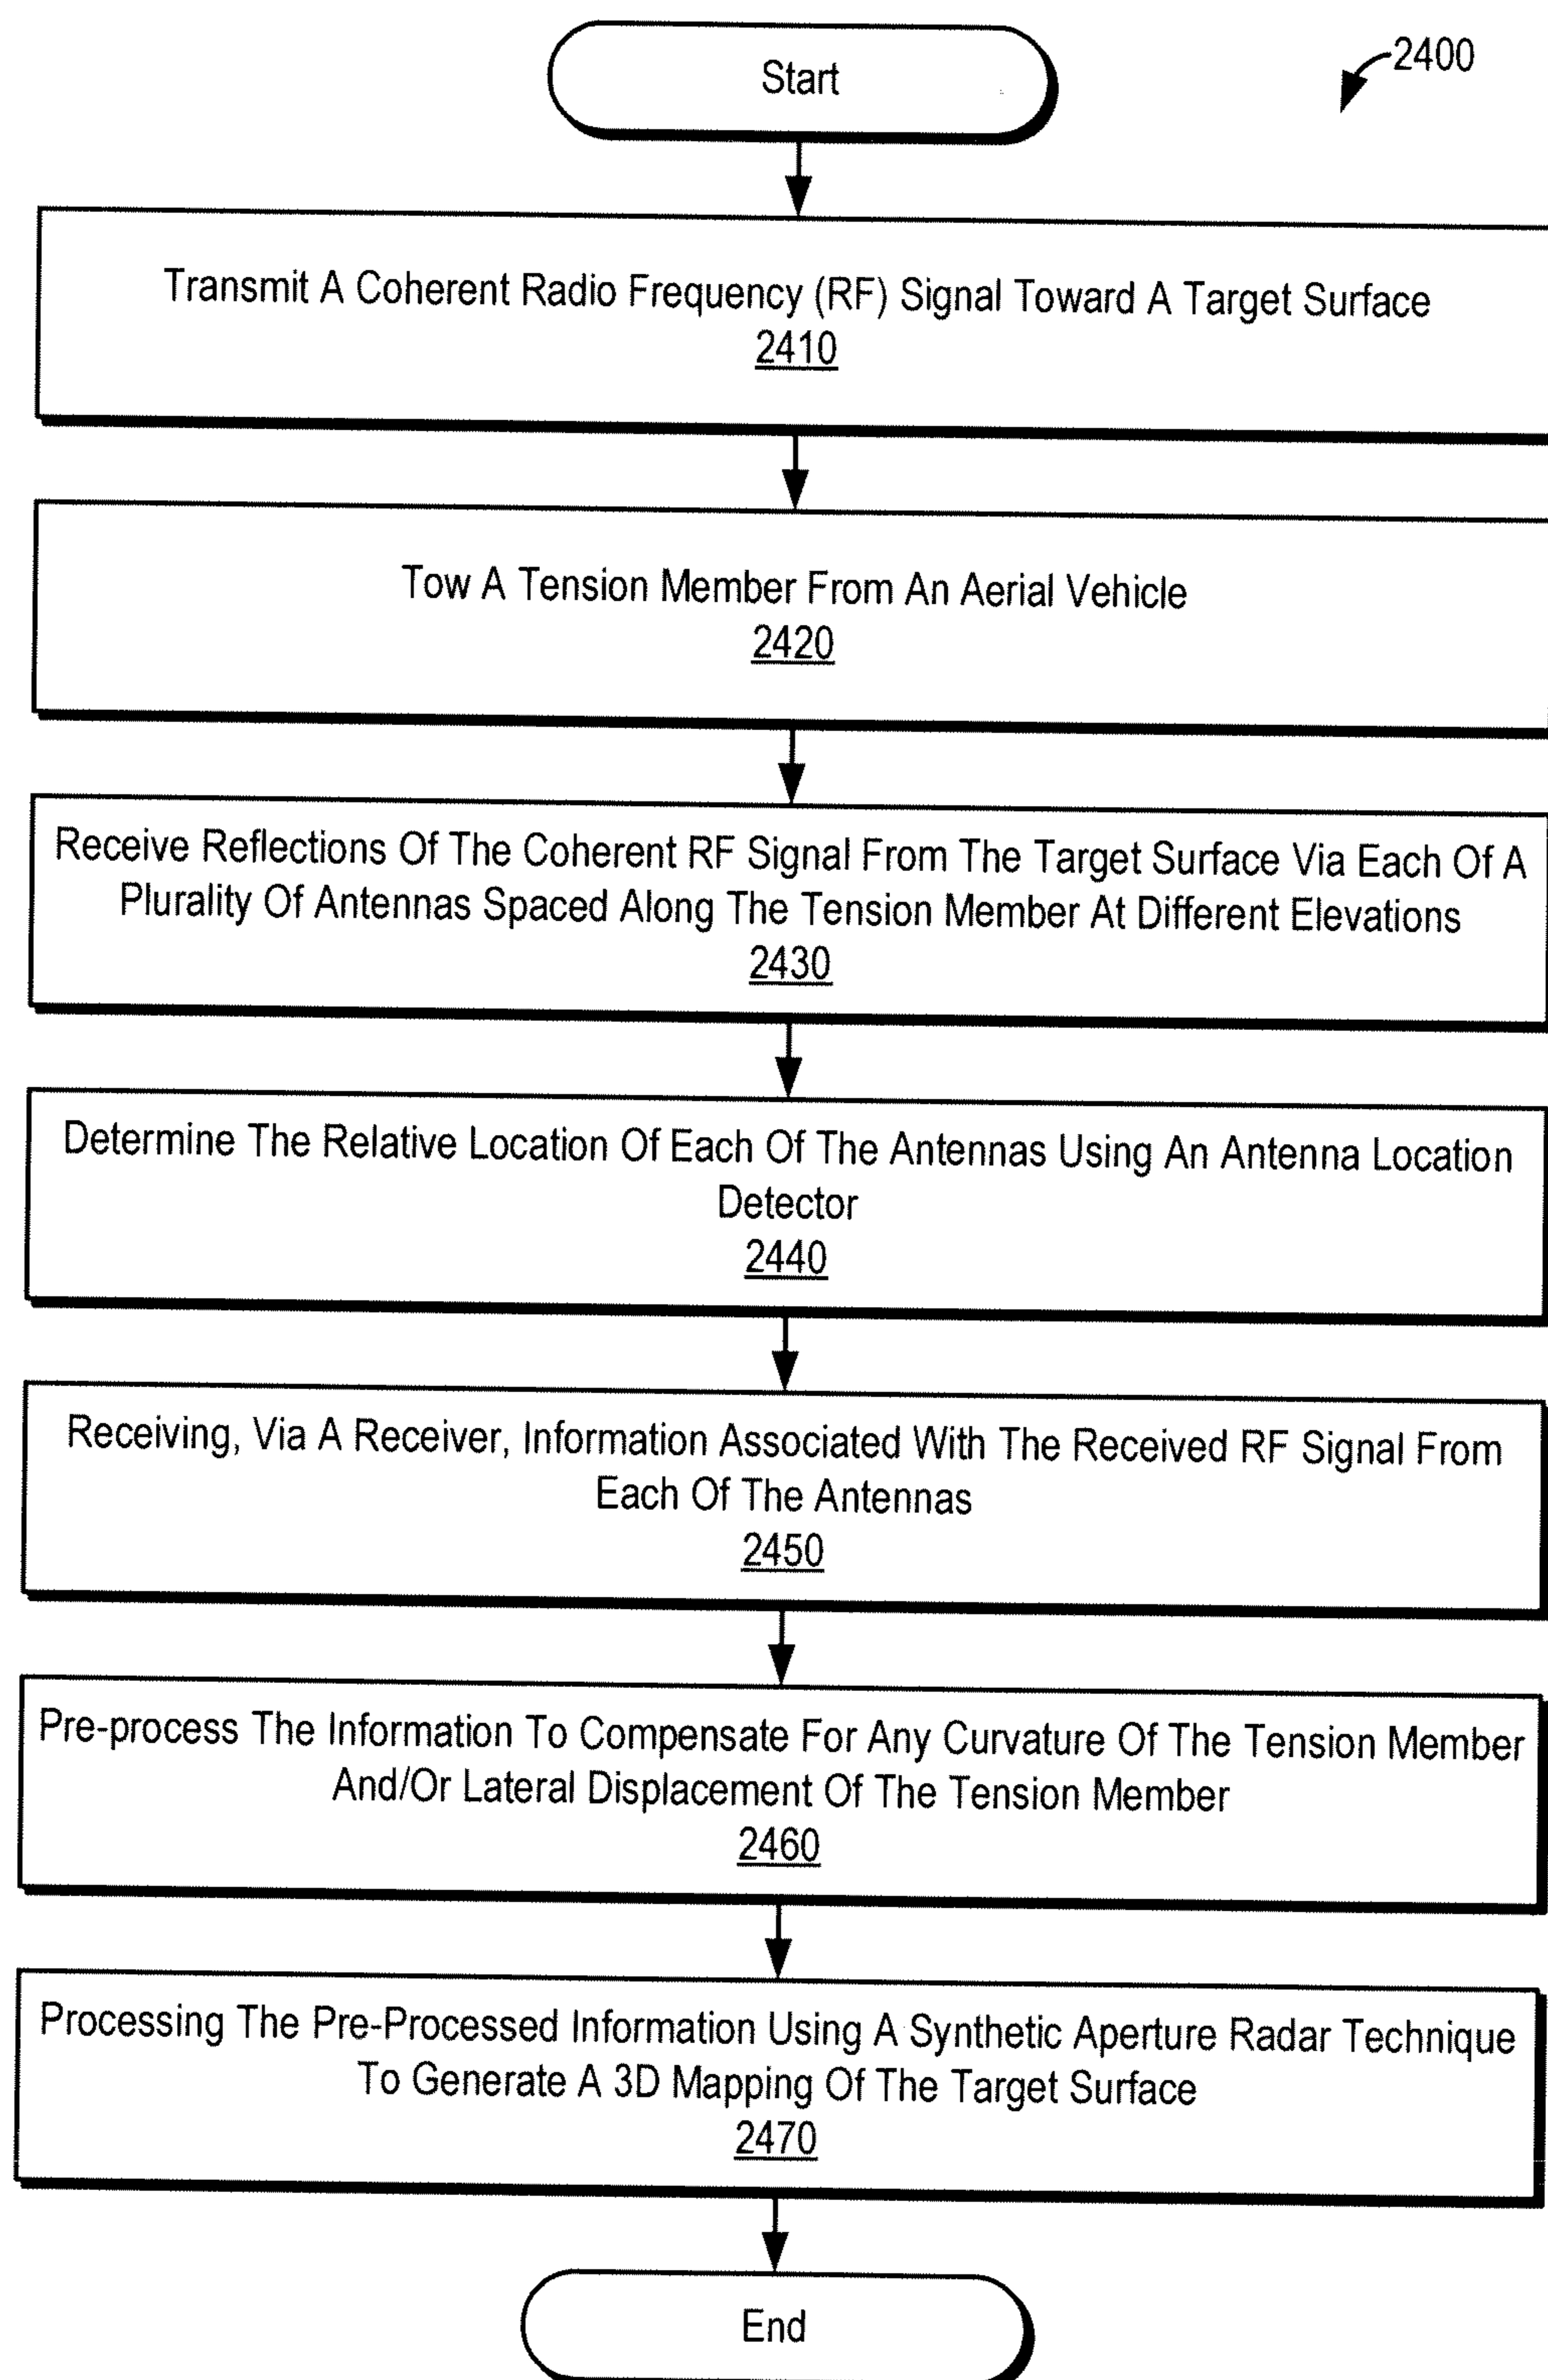 Start
2400
Transmit A Coherent Radio Frequency (RF) Signal Toward A Target Surface
2410
Tow A Tension Member From An Aerial Vehicle
2420
Receive Reflections Of The Coherent RF Signal From The Target Surface Via Each Of A
Plurality Of Antennas Spaced Along The Tension Member At Different Elevations
2430
Determine The Relative Location Of Each Of The Antennas Using An Antenna Location
Detector
2440
Receiving, Via A Receiver, Information Associated With The Received RF Signal From
Each Of The Antennas
2450
Pre-process The Information To Compensate For Any Curvature Of The Tension Member
And/Or Lateral Displacement Of The Tension Member
2460
Processing The Pre-Processed Information Using A Synthetic Aperture Radar Technique
To Generate A 3D Mapping Of The Target Surface
2470
End